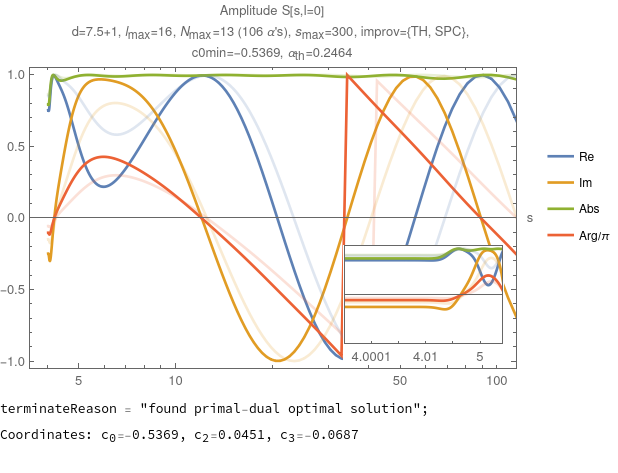 Amplitude S[s,l=0]
d=7.5+1, lmax=16, Nmax=13 (106 α's), smax=300, improv={TH, SPC},
c0min=-0.5369, αth=0.2464
1.0
0.5
0.0
-0.5
-1.0
5 10 50 100
s
Re
Im
Abs
Arg/π
4.0001 4.01 5
terminateReason = "found primal-dual optimal solution";
Coordinates: c0=-0.5369, c2=0.0451, c3=-0.0687